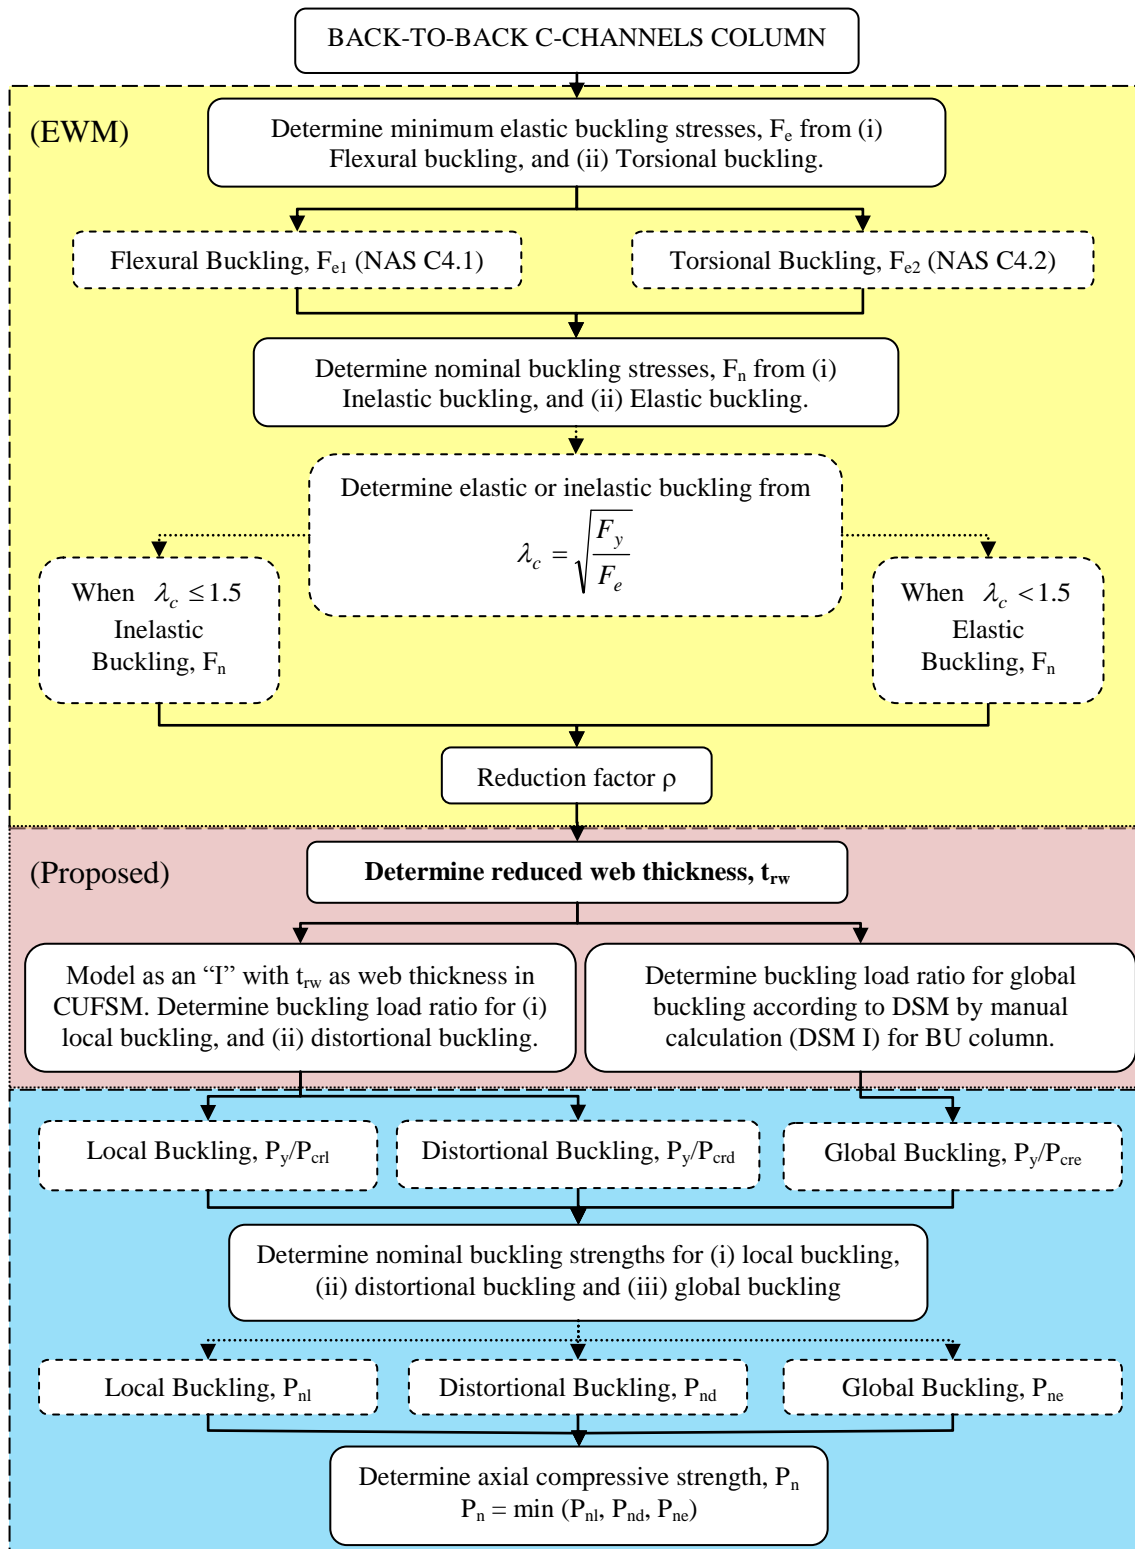 BACK-TO-BACK C-CHANNELS COLUMN
(EWM)
Determine minimum elastic buckling stresses, Fe from (i)
Flexural buckling, and (ii) Torsional buckling.
Flexural Buckling, Fe1 (NAS C4.1)
Torsional Buckling, Fe2 (NAS C4.2)
Determine nominal buckling stresses, Fn from (i)
Inelastic buckling, and (ii) Elastic buckling.
Determine elastic or inelastic buckling from
λc = √(Fy/Fe)
When λc ≤ 1.5
Inelastic
Buckling, Fn
When λc < 1.5
Elastic
Buckling, Fn
Reduction factor ρ
(Proposed)
Determine reduced web thickness, trw
Model as an “I” with trw as web thickness in
CUFSM. Determine buckling load ratio for (i)
local buckling, and (ii) distortional buckling.
Determine buckling load ratio for global
buckling according to DSM by manual
calculation (DSM I) for BU column.
Local Buckling, Py/Pcrl
Distortional Buckling, Py/Pcrd
Global Buckling, Py/Pcre
Determine nominal buckling strengths for (i) local buckling,
(ii) distortional buckling and (iii) global buckling
Local Buckling, Pnl
Distortional Buckling, Pnd
Global Buckling, Pne
Determine axial compressive strength, Pn
Pn = min (Pnl, Pnd, Pne)